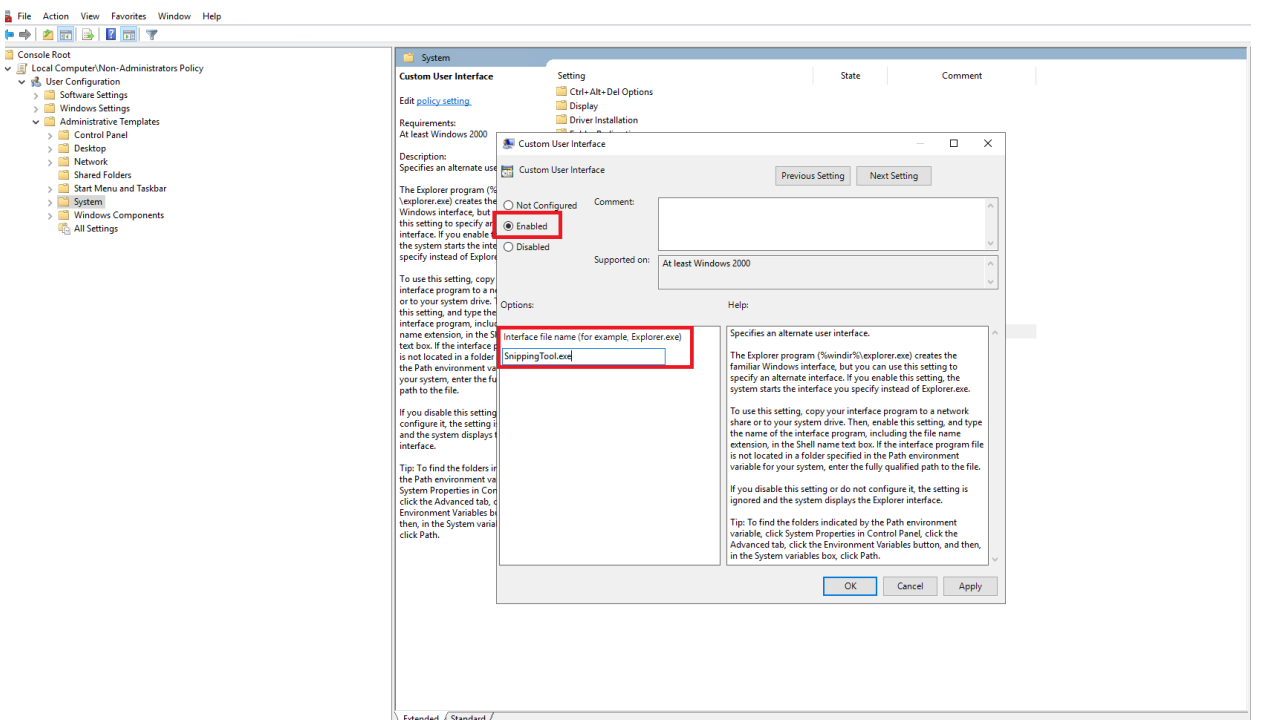 File Action View Favorites Window Help
Console Root
Local Computer\Non-Administrators Policy
User Configuration
Software Settings
Windows Settings
Administrative Templates
Control Panel
Desktop
Network
Shared Folders
Start Menu and Taskbar
System
Windows Components
All Settings
System
Custom User Interface
Edit policy setting
Requirements:
At least Windows 2000
Description:
Specifies an alternate use
The Explorer program (%
\explorer.exe) creates the
Windows interface, but
this setting to specify an
interface. If you enable
the system starts the inte
specify instead of Explore
To use this setting, copy
interface program to a ne
or to your system drive.
this setting, and type the
interface program, includ
name extension, in the Sh
text box. If the interface p
is not located in a folder
the Path environment va
your system, enter the fu
path to the file.
If you disable this setting
configure it, the setting i
and the system displays t
interface.
Tip: To find the folders in
the Path environment va
System Properties in Con
click the Advanced tab, c
Environment Variables b
then, in the System varia
click Path.
Setting State Comment
Ctrl+Alt+Del Options
Display
Driver Installation
Custom User Interface
Custom User Interface
Previous Setting Next Setting
Not Configured Comment:
Enabled
Disabled
Supported on: At least Windows 2000
Options: Help:
Interface file name (for example, Explorer.exe)
SnippingTool.exe
Specifies an alternate user interface.
The Explorer program (%windir%\explorer.exe) creates the
familiar Windows interface, but you can use this setting to
specify an alternate interface. If you enable this setting, the
system starts the interface you specify instead of Explorer.exe.
To use this setting, copy your interface program to a network
share or to your system drive. Then, enable this setting, and type
the name of the interface program, including the file name
extension, in the Shell name text box. If the interface program file
is not located in a folder specified in the Path environment
variable for your system, enter the fully qualified path to the file.
If you disable this setting or do not configure it, the setting is
ignored and the system displays the Explorer interface.
Tip: To find the folders indicated by the Path environment
variable, click System Properties in Control Panel, click the
Advanced tab, click the Environment Variables button, and then,
in the System variables box, click Path.
OK Cancel Apply
Extended Standard